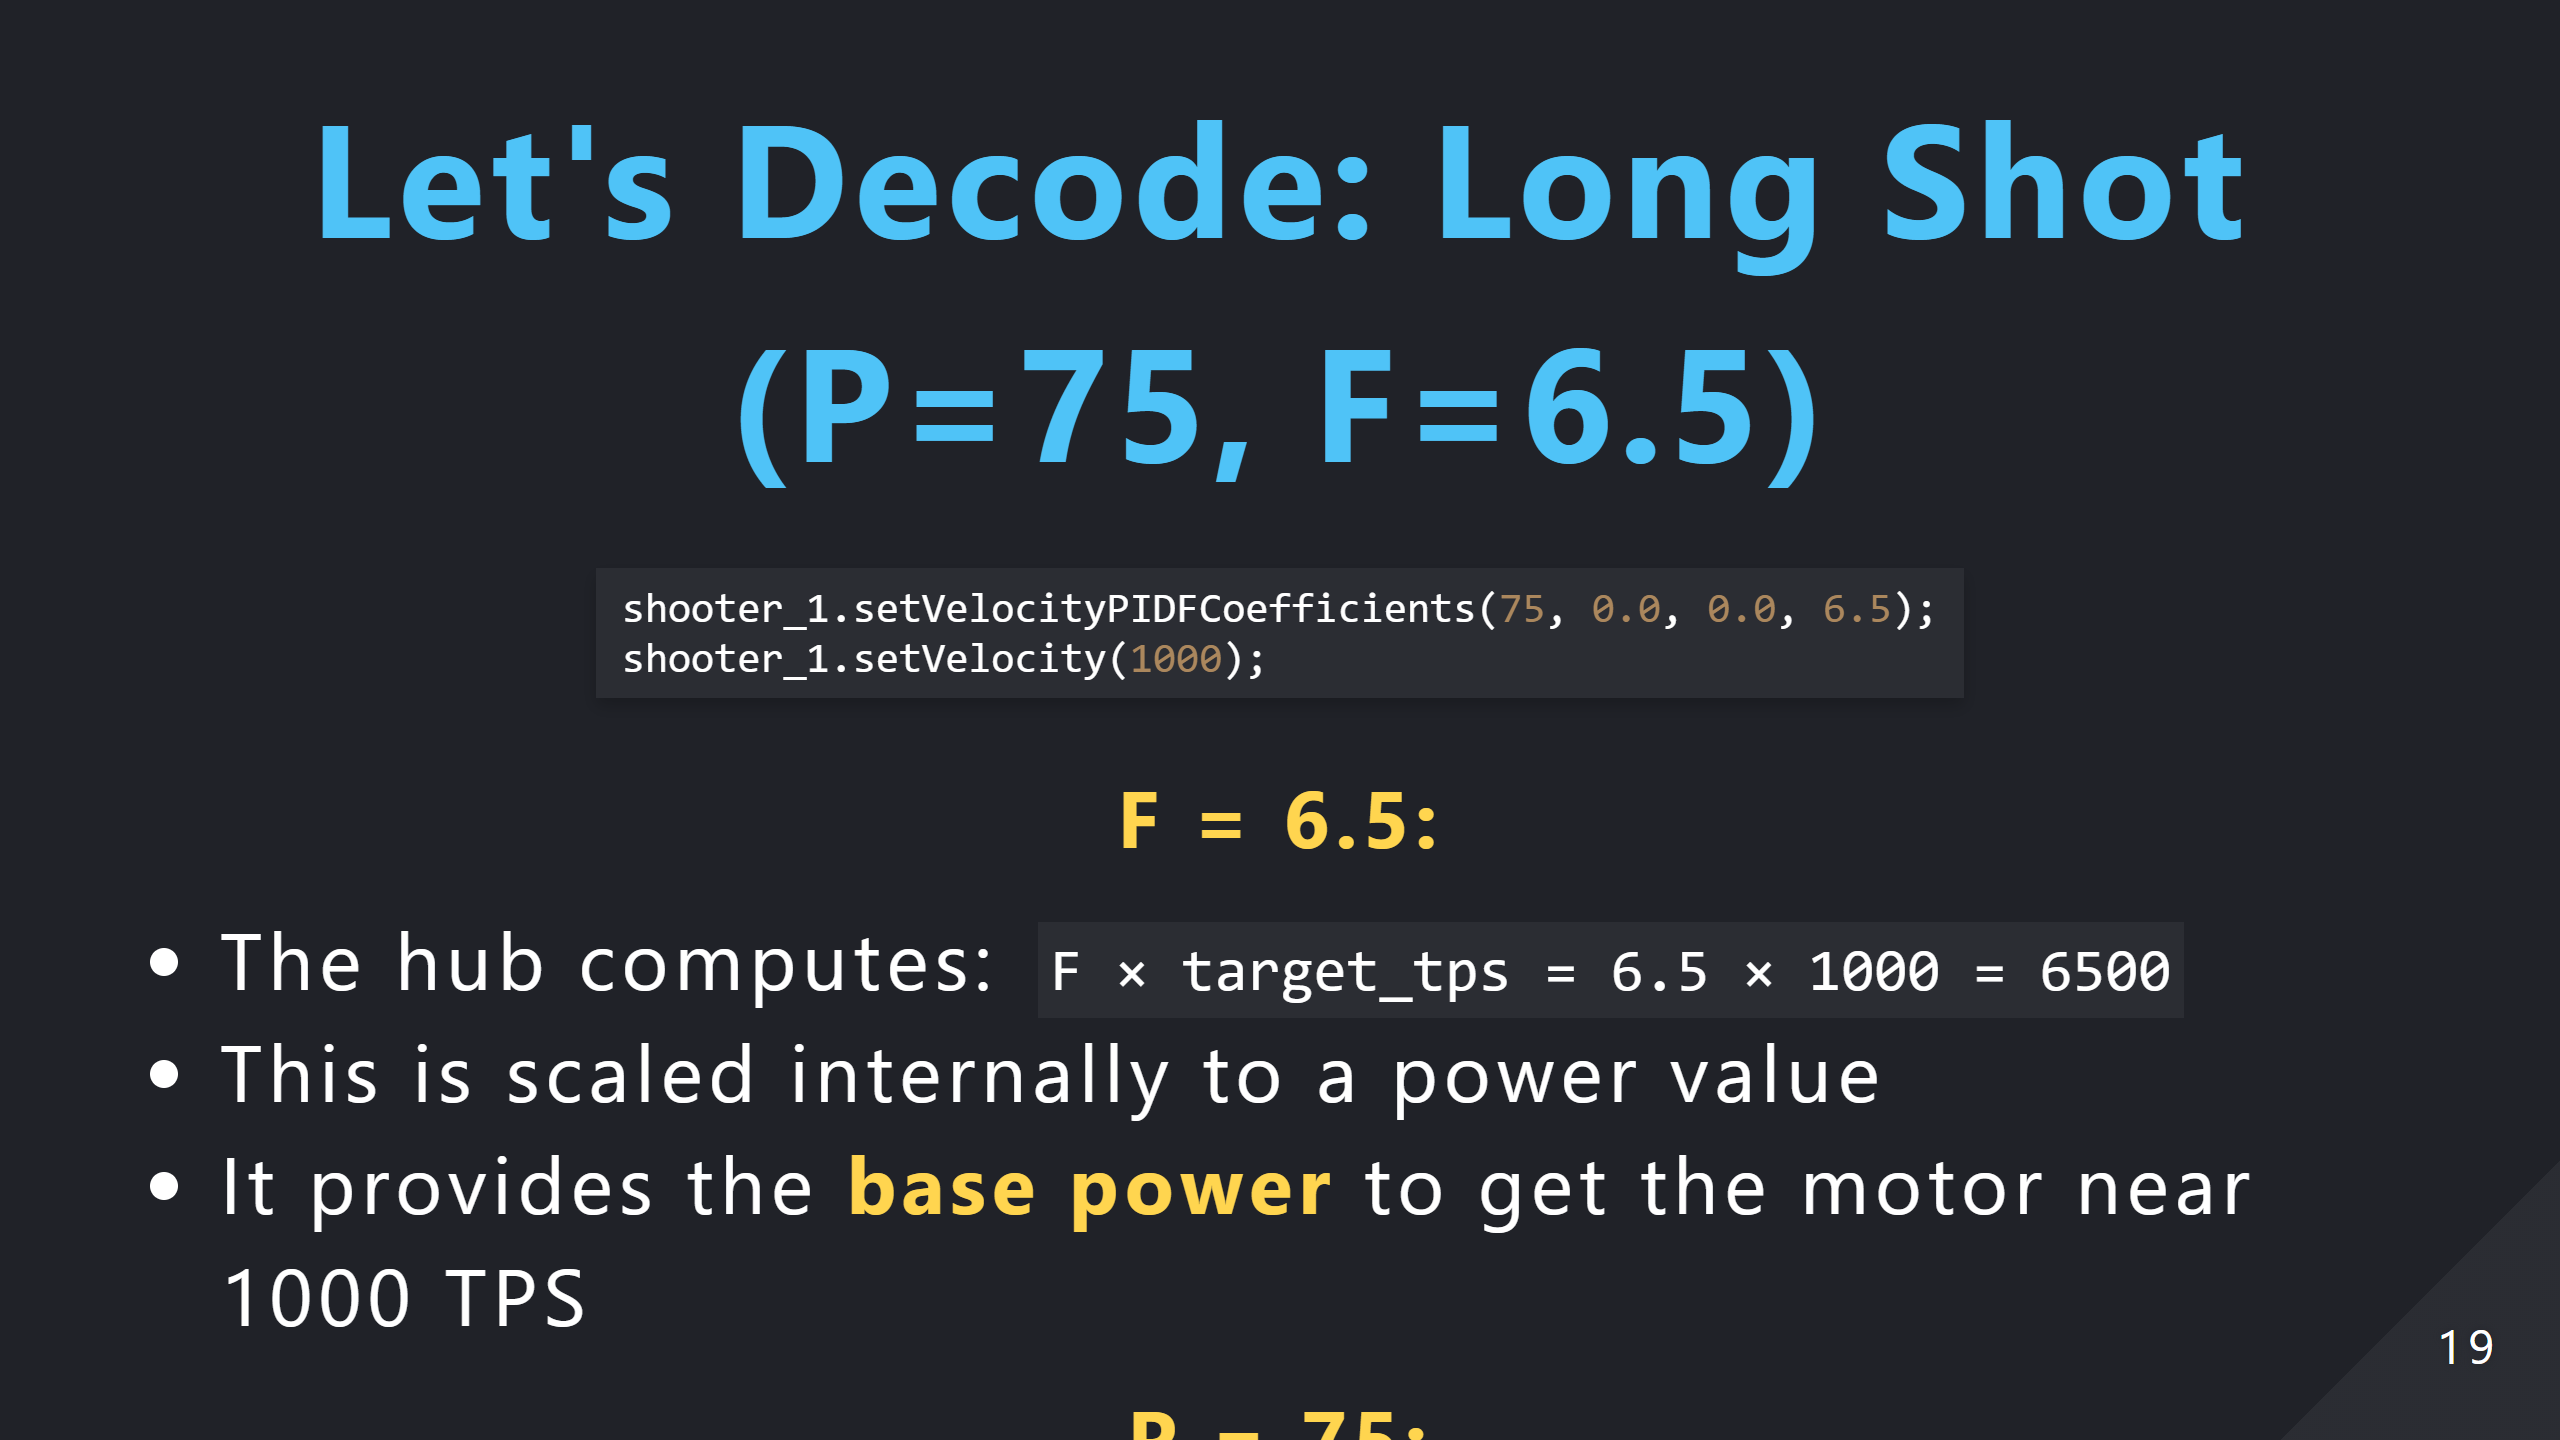 Let's Decode: Long Shot
(P=75, F=6.5)
shooter_1.setVelocityPIDFCoefficients(75, 0.0, 0.0, 6.5);
shooter_1.setVelocity(1000);
F = 6.5:
• The hub computes: F × target_tps = 6.5 × 1000 = 6500
• This is scaled internally to a power value
• It provides the base power to get the motor near
1000 TPS
19
P = 75: